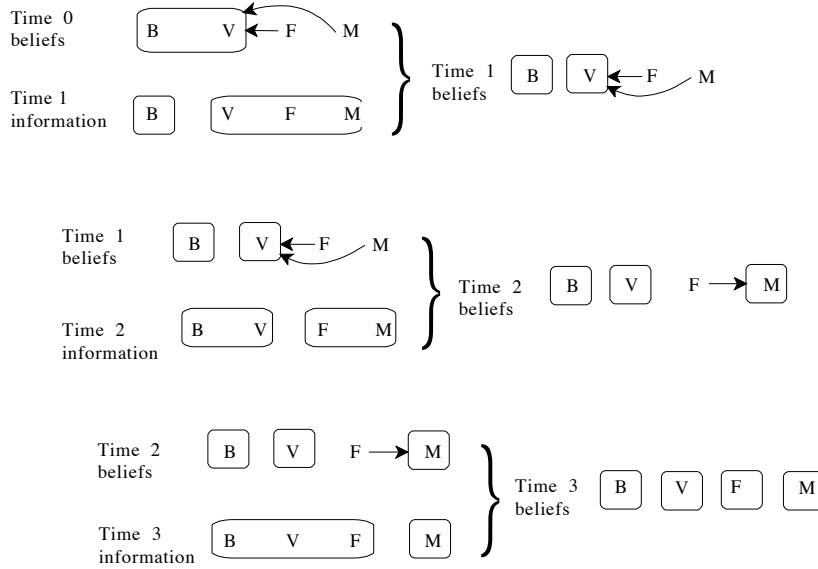 Time 0
beliefs
B V F M
Time 1
information
B V F M
Time 1
beliefs
B V F M
Time 1
beliefs
B V F M
Time 2
information
B V F M
Time 2
beliefs
B V F M
Time 2
beliefs
B V F M
Time 3
information
B V F M
Time 3
beliefs
B V F M